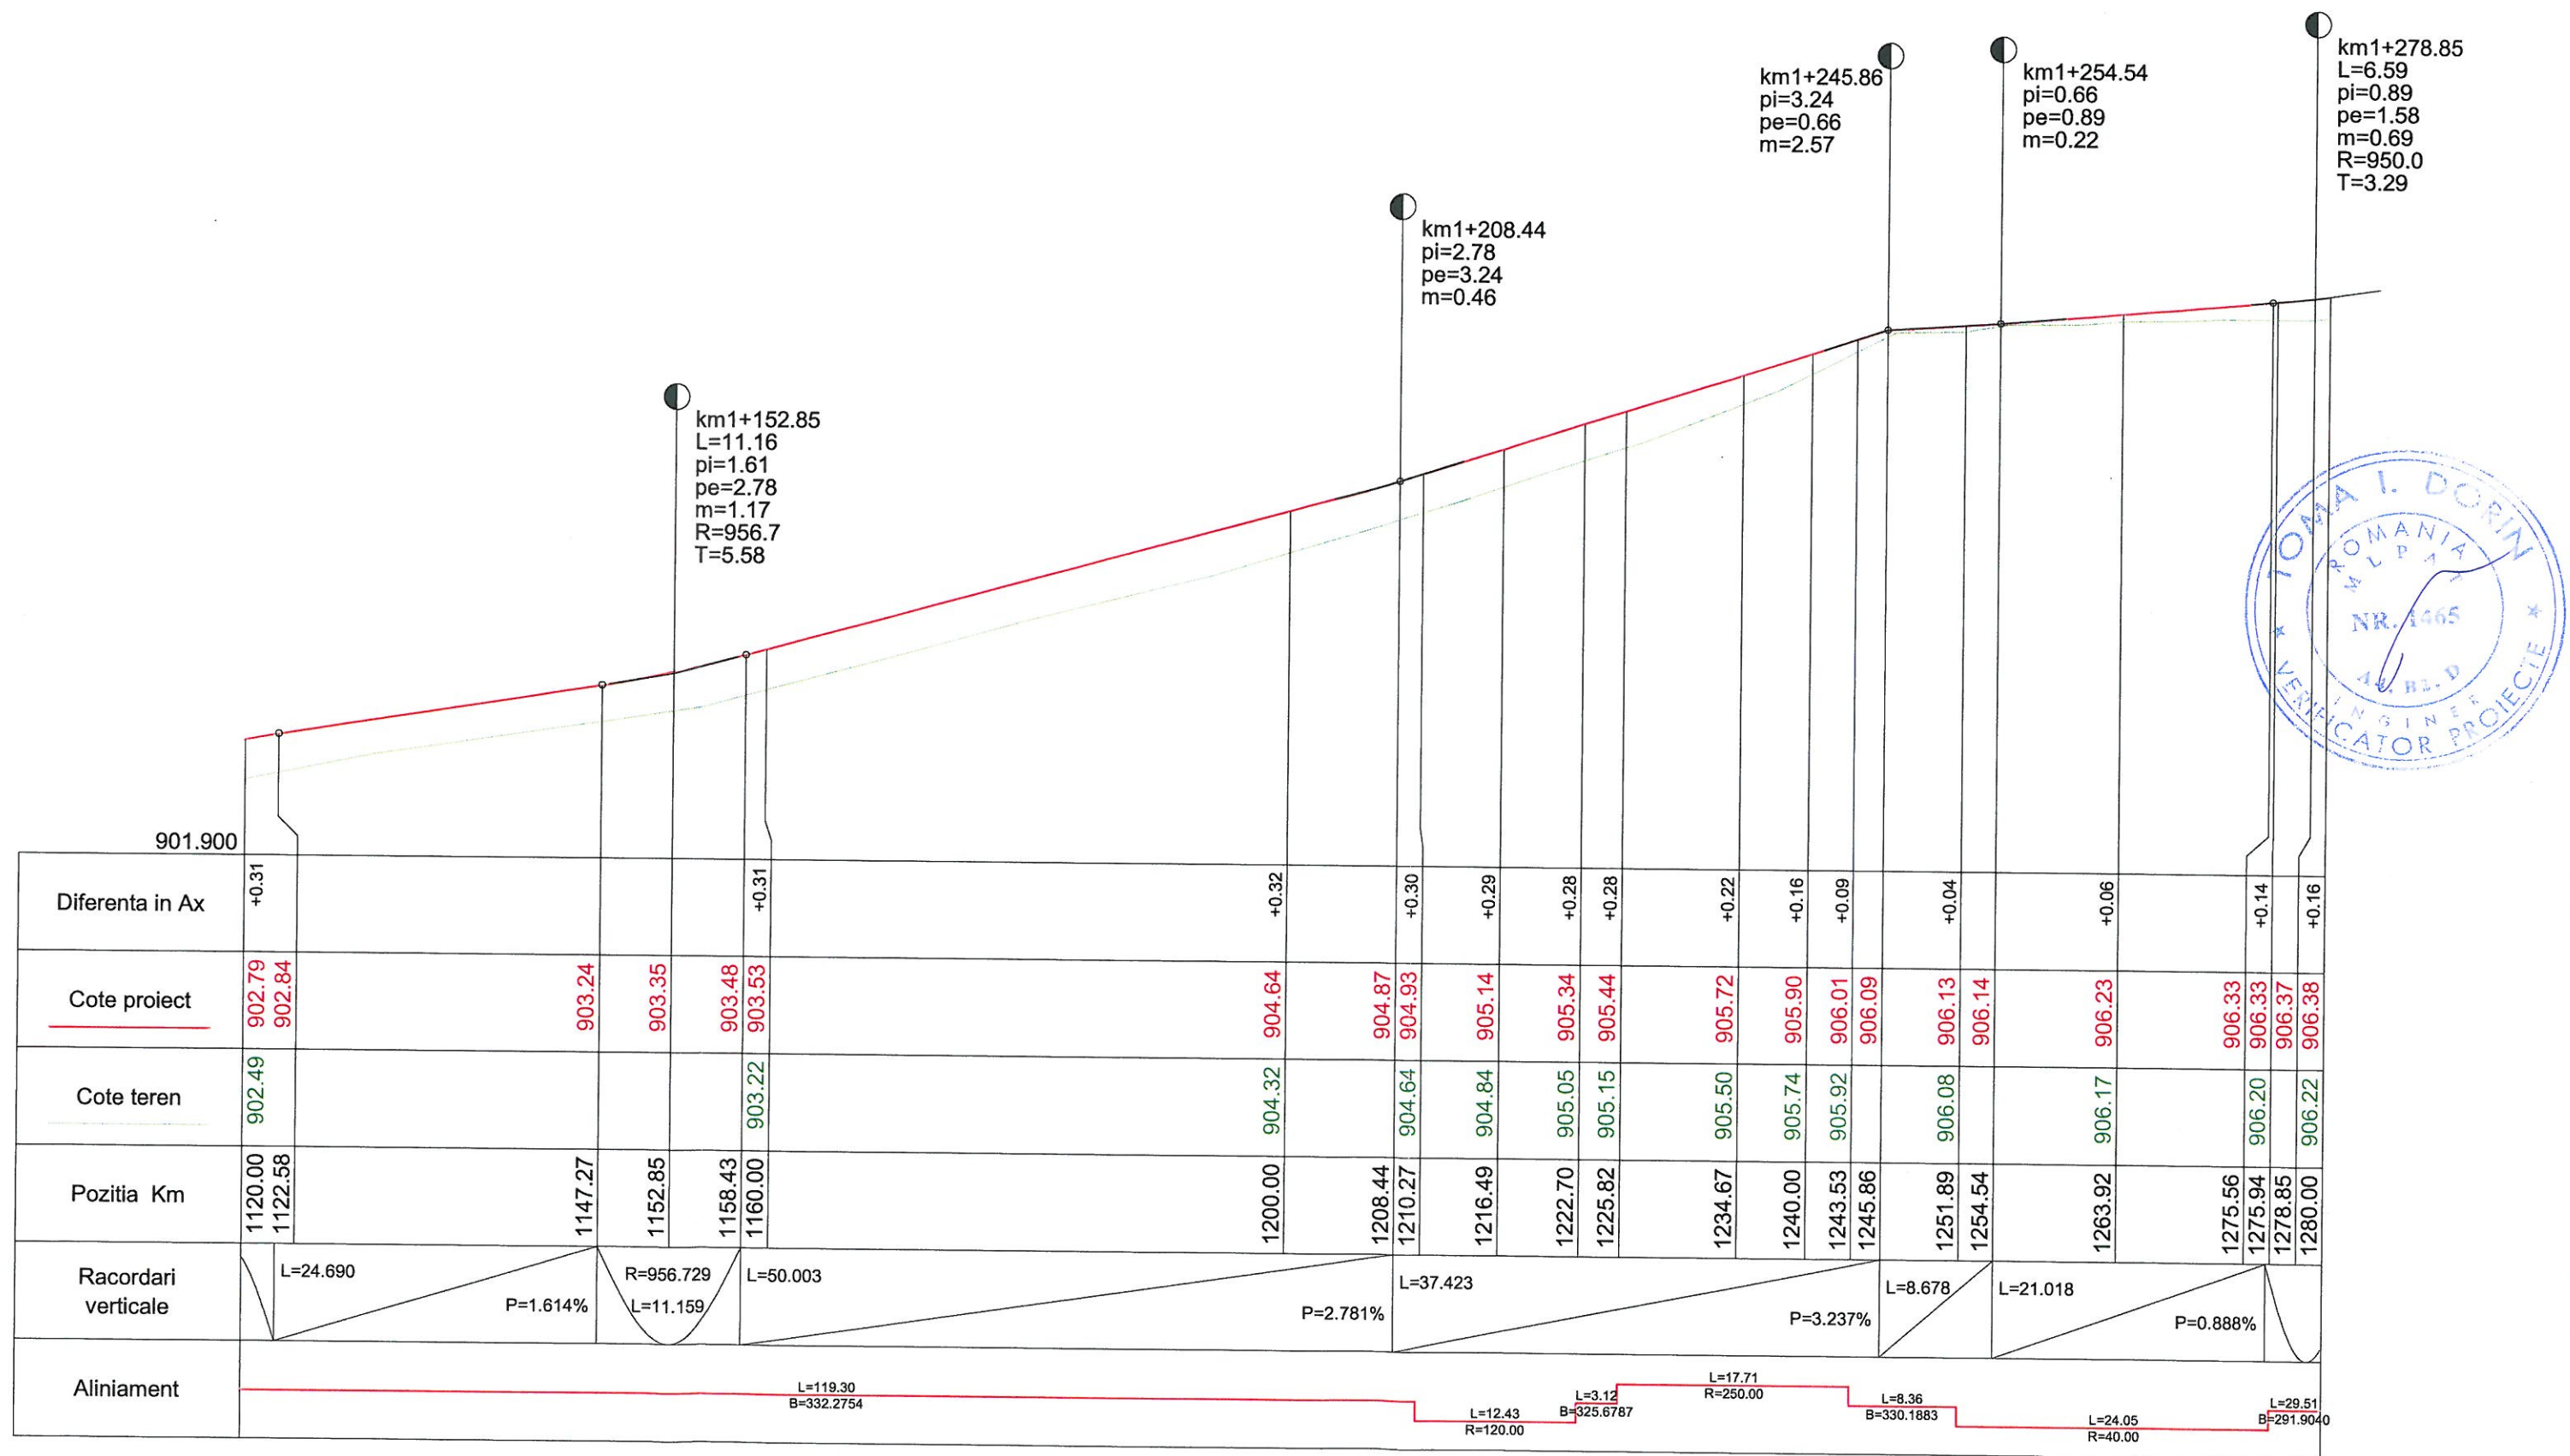 km1+278.85
L=6.59
pi=0.89
pe=1.58
m=0.69
R=950.0
T=3.29
km1+245.86
pi=3.24
pe=0.66
m=2.57
km1+254.54
pi=0.66
pe=0.89
m=0.22
km1+208.44
pi=2.78
pe=3.24
m=0.46
km1+152.85
L=11.16
pi=1.61
pe=2.78
m=1.17
R=956.7
T=5.58
TOMA I. DORIN
ROMANIA
MLPAT
NR. 1465
A4, B2, D
INGINER
VERIFICATOR PROIECTE
901.900
Diferenta in Ax +0.31 +0.31 +0.32 +0.30 +0.29 +0.28 +0.28 +0.22 +0.16 +0.09 +0.04 +0.06 +0.14 +0.16
Cote proiect 902.79 902.84 903.24 903.35 903.48 903.53 904.64 904.87 904.93 905.14 905.34 905.44 905.72 905.90 906.01 906.09 906.13 906.14 906.23 906.33 906.33 906.37 906.38
Cote teren 902.49 903.22 904.32 904.64 904.84 905.05 905.15 905.50 905.74 905.92 906.08 906.17 906.20 906.22
Pozitia Km 1120.00 1122.58 1147.27 1152.85 1158.43 1160.00 1200.00 1208.44 1210.27 1216.49 1222.70 1225.82 1234.67 1240.00 1243.53 1245.86 1251.89 1254.54 1263.92 1275.56 1275.94 1278.85 1280.00
Racordari
verticale
L=24.690
P=1.614%
R=956.729
L=11.159
L=50.003
P=2.781%
L=37.423
P=3.237%
L=8.678
L=21.018
P=0.888%
Aliniament
L=119.30
B=332.2754
L=12.43
R=120.00
L=3.12
B=325.6787
L=17.71
R=250.00
L=8.36
B=330.1883
L=24.05
R=40.00
L=29.51
B=291.9040